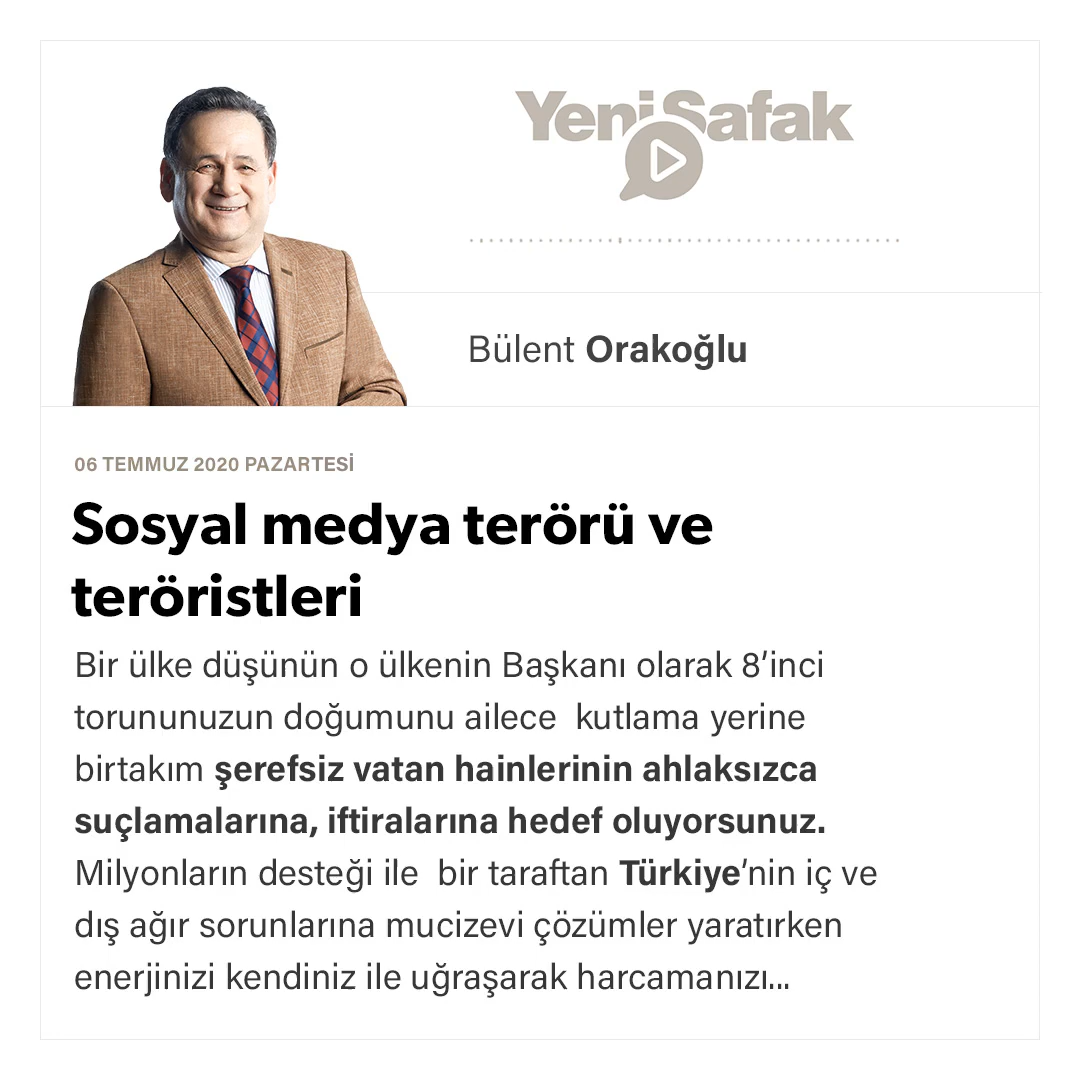 YeniŞafak
Bülent Orakoğlu
06 TEMMUZ 2020 PAZARTESİ
Sosyal medya terörü ve
teröristleri
Bir ülke düşünün o ülkenin Başkanı olarak 8’inci
torununuzun doğumunu ailece kutlama yerine
birtakım şerefsiz vatan hainlerinin ahlaksızca
suçlamalarına, iftiralarına hedef oluyorsunuz.
Milyonların desteği ile bir taraftan Türkiye’nin iç ve
dış ağır sorunlarına mucizevi çözümler yaratırken
enerjinizi kendiniz ile uğraşarak harcamanızı...